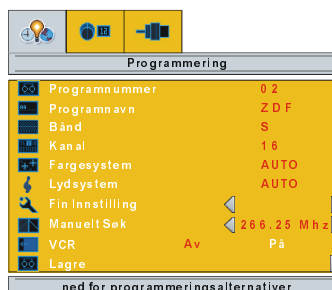 Programmering
Programnummer 02
Programnavn ZDF
Bånd S
Kanal 16
Fargesystem AUTO
Lydsystem AUTO
Fin Innstilling
Manuelt Søk 266.25 Mhz
VCR Av På
Lagre
ned for programmeringsalternativer